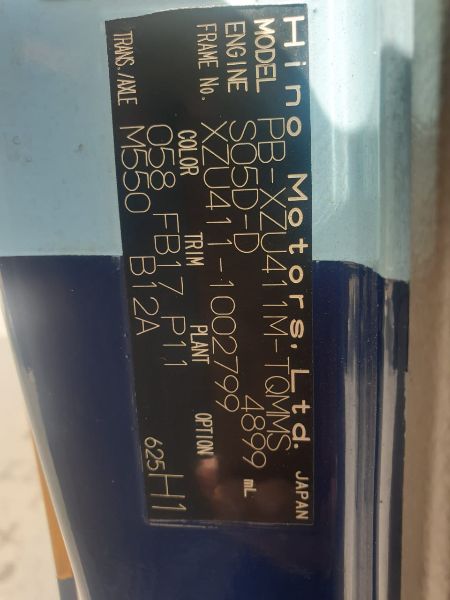 Hino Motors, Ltd. JAPAN
MODEL PB-XZU411M-TQMMS
ENGINE S05D-D 4899 mL
FRAME No. XZU411-1002799
COLOR TRIM PLANT OPTION
058 FB17 P11
TRANS./AXLE M550 B12A 625H1